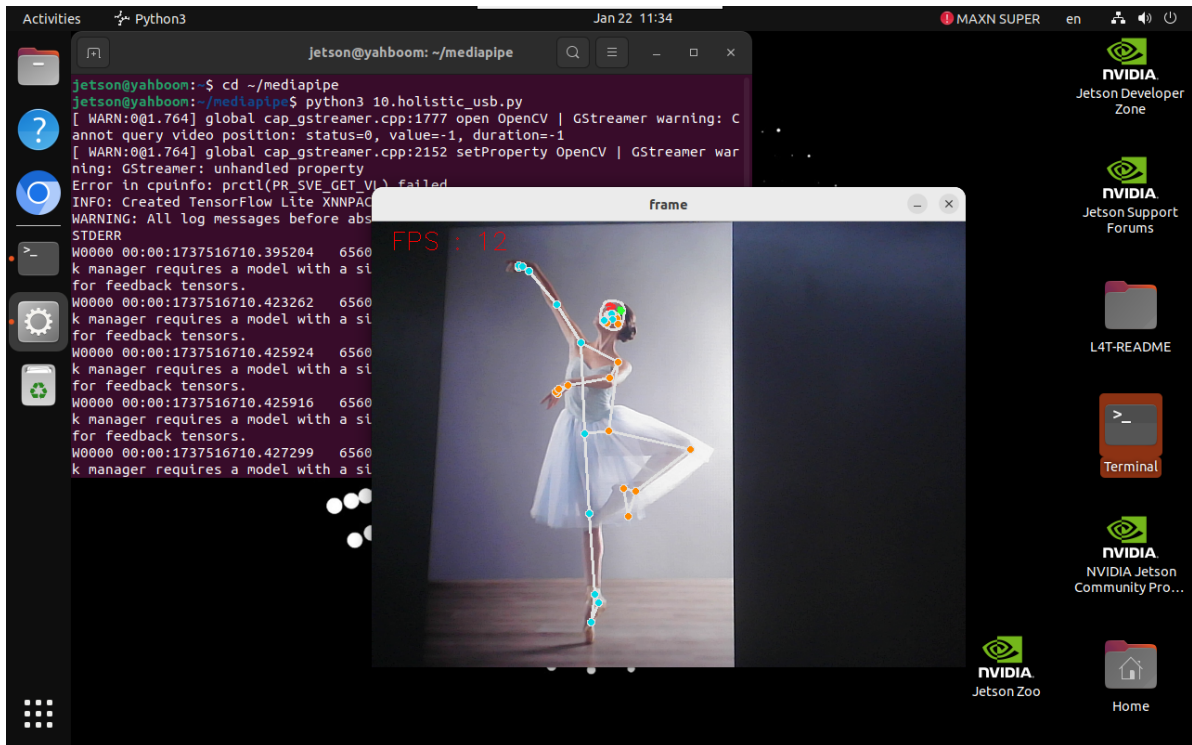 Activities
Python3
Jan 22 11:34
MAXN SUPER
en
jetson@yahboom: ~/mediapipe
jetson@yahboom:~$ cd ~/mediapipe
jetson@yahboom:~/mediapipe$ python3 10.holistic_usb.py
[ WARN:0@1.764] global cap_gstreamer.cpp:1777 open OpenCV | GStreamer warning: C
annot query video position: status=0, value=-1, duration=-1
[ WARN:0@1.764] global cap_gstreamer.cpp:2152 setProperty OpenCV | GStreamer war
ning: GStreamer: unhandled property
Error in cpuinfo: prctl(PR_SVE_GET_VL) failed
INFO: Created TensorFlow Lite XNNPAC
WARNING: All log messages before abs
STDERR
W0000 00:00:1737516710.395204 6560
k manager requires a model with a si
for feedback tensors.
W0000 00:00:1737516710.423262 6560
k manager requires a model with a si
for feedback tensors.
W0000 00:00:1737516710.425924 6560
k manager requires a model with a si
for feedback tensors.
W0000 00:00:1737516710.425916 6560
k manager requires a model with a si
for feedback tensors.
W0000 00:00:1737516710.427299 6560
k manager requires a model with a si
frame
FPS : 12
NVIDIA
Jetson Developer
Zone
NVIDIA
Jetson Support
Forums
L4T-README
Terminal
NVIDIA
NVIDIA Jetson
Community Pro...
NVIDIA
Jetson Zoo
Home